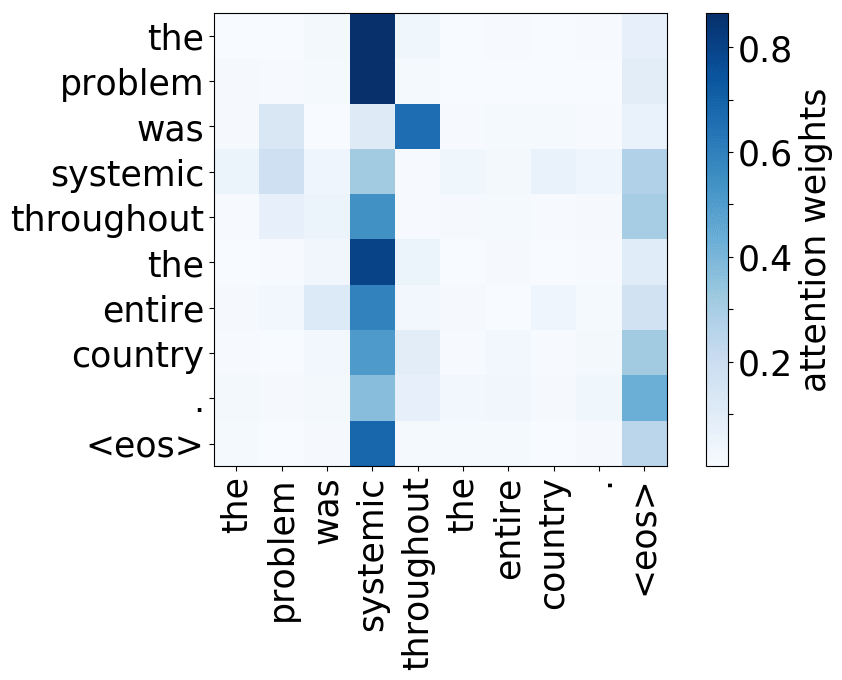 the
problem
was
systemic
throughout
the
entire
country
.
<eos>
the
problem
was
systemic
throughout
the
entire
country
.
<eos>
0.8
0.6
0.4
0.2
attention weights